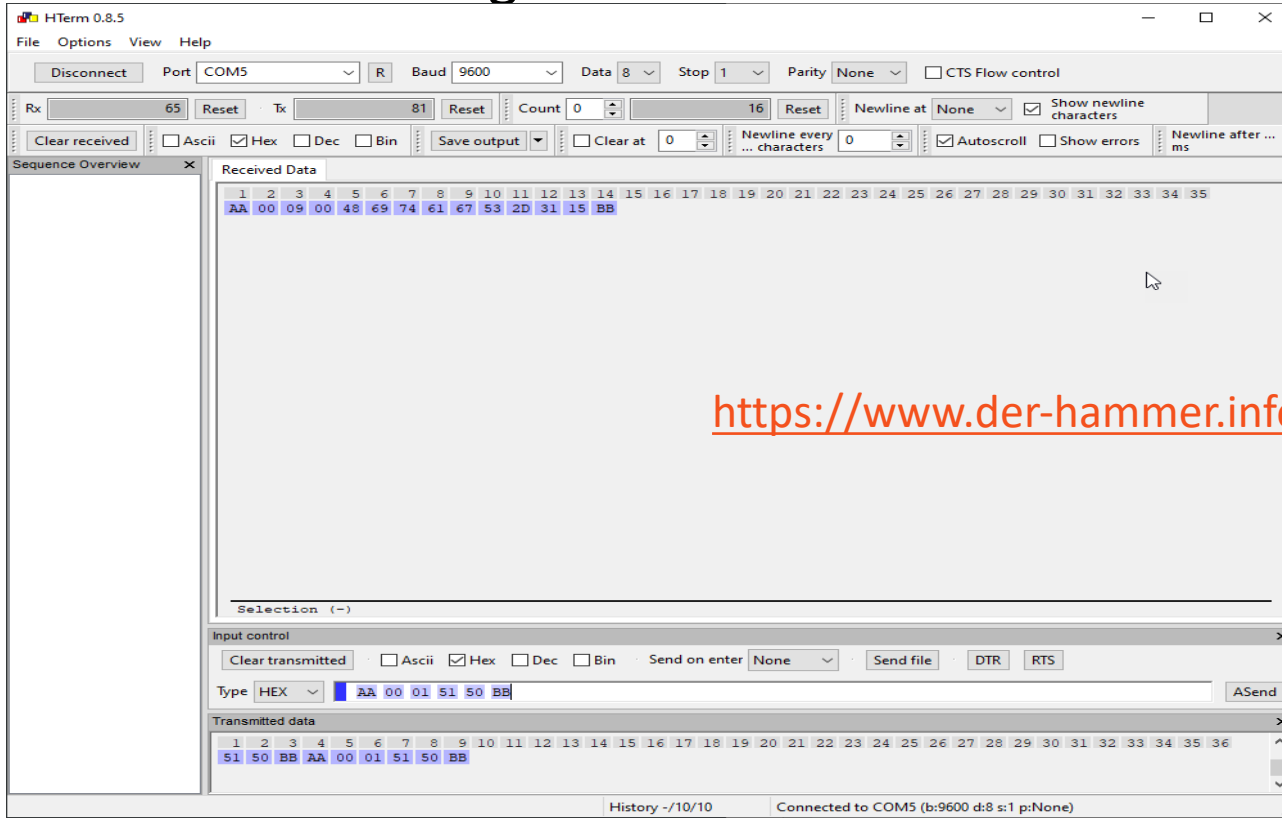 HTerm 0.8.5
File Options View Help
Disconnect Port COM5 R Baud 9600 Data 8 Stop 1 Parity None CTS Flow control
Rx 65 Reset Tx 81 Reset Count 0 16 Reset Newline at None Show newline characters
Clear received Ascii Hex Dec Bin Save output Clear at 0 Newline every ... characters 0 Autoscroll Show errors Newline after ... ms
Sequence Overview
Received Data
1 2 3 4 5 6 7 8 9 10 11 12 13 14 15 16 17 18 19 20 21 22 23 24 25 26 27 28 29 30 31 32 33 34 35
AA 00 09 00 48 69 74 61 67 53 2D 31 15 BB
https://www.der-hammer.info
Selection (-)
Input control
Clear transmitted Ascii Hex Dec Bin Send on enter None Send file DTR RTS
Type HEX AA 00 01 51 50 BB ASend
Transmitted data
1 2 3 4 5 6 7 8 9 10 11 12 13 14 15 16 17 18 19 20 21 22 23 24 25 26 27 28 29 30 31 32 33 34 35 36
51 50 BB AA 00 01 51 50 BB
History -/10/10 Connected to COM5 (b:9600 d:8 s:1 p:None)